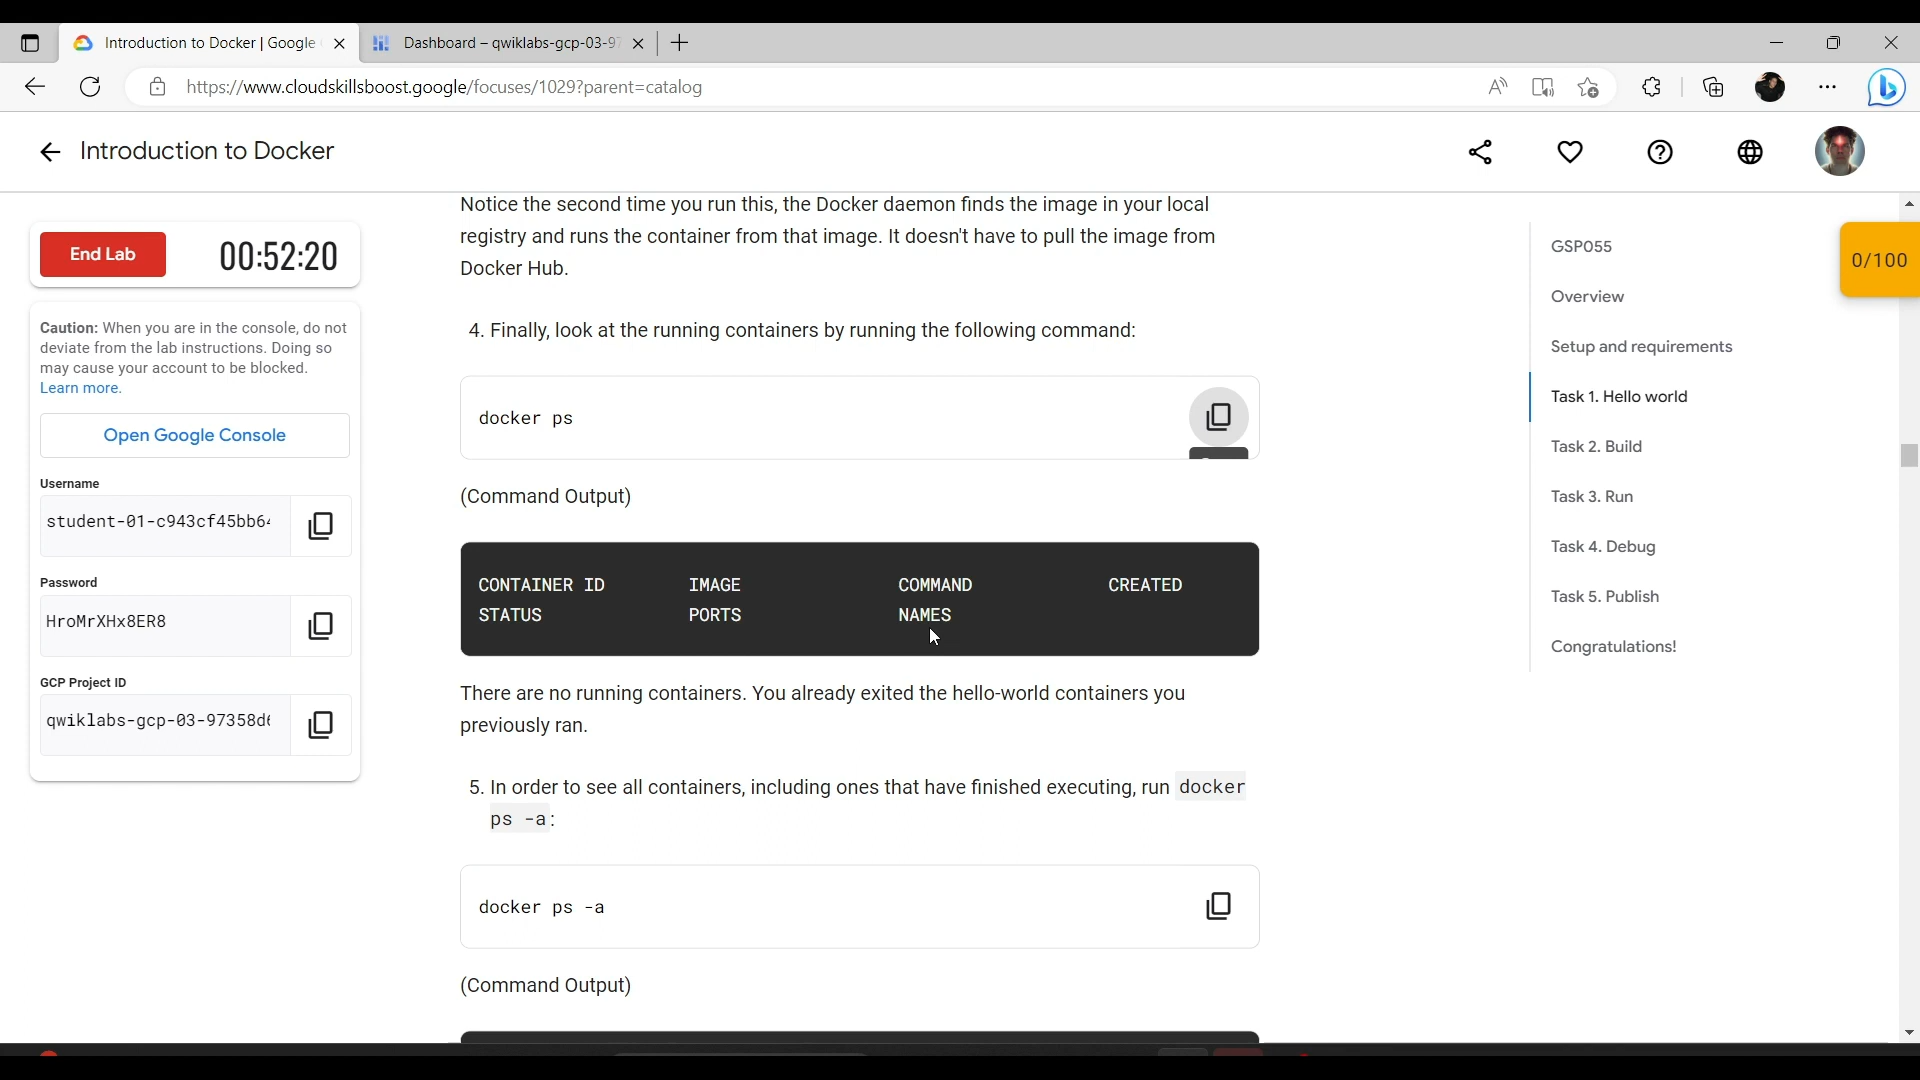 Introduction to Docker | Google
Dashboard – qwiklabs-gcp-03-97
https://www.cloudskillsboost.google/focuses/1029?parent=catalog
Introduction to Docker
End Lab
00:52:20
Caution: When you are in the console, do not
deviate from the lab instructions. Doing so
may cause your account to be blocked.
Learn more.
Open Google Console
Username
student-01-c943cf45bb64
Password
HroMrXHx8ER8
GCP Project ID
qwiklabs-gcp-03-97358d6
Notice the second time you run this, the Docker daemon finds the image in your local
registry and runs the container from that image. It doesn't have to pull the image from
Docker Hub.
4. Finally, look at the running containers by running the following command:
docker ps
(Command Output)
CONTAINER ID IMAGE COMMAND CREATED
STATUS PORTS NAMES
There are no running containers. You already exited the hello-world containers you
previously ran.
5. In order to see all containers, including ones that have finished executing, run docker
ps -a:
docker ps -a
(Command Output)
GSP055
Overview
Setup and requirements
Task 1. Hello world
Task 2. Build
Task 3. Run
Task 4. Debug
Task 5. Publish
Congratulations!
0/100